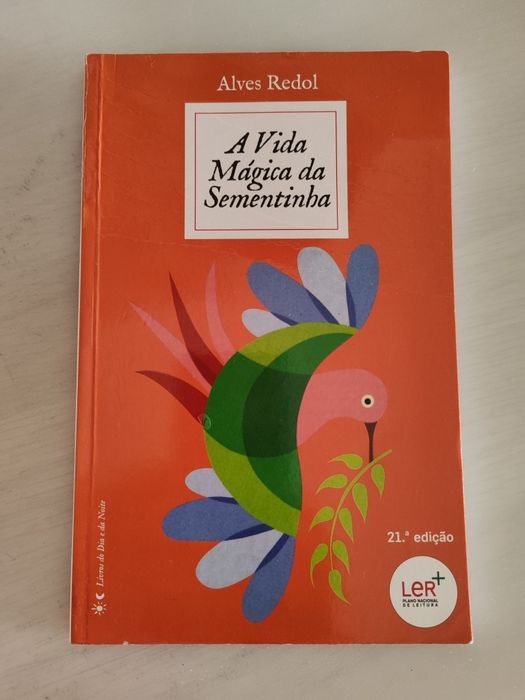 Alves Redol
A Vida
Mágica da
Sementinha
21.ª edição
LeR+
PLANO NACIONAL
DE LEITURA
Livros do Dia e da Noite